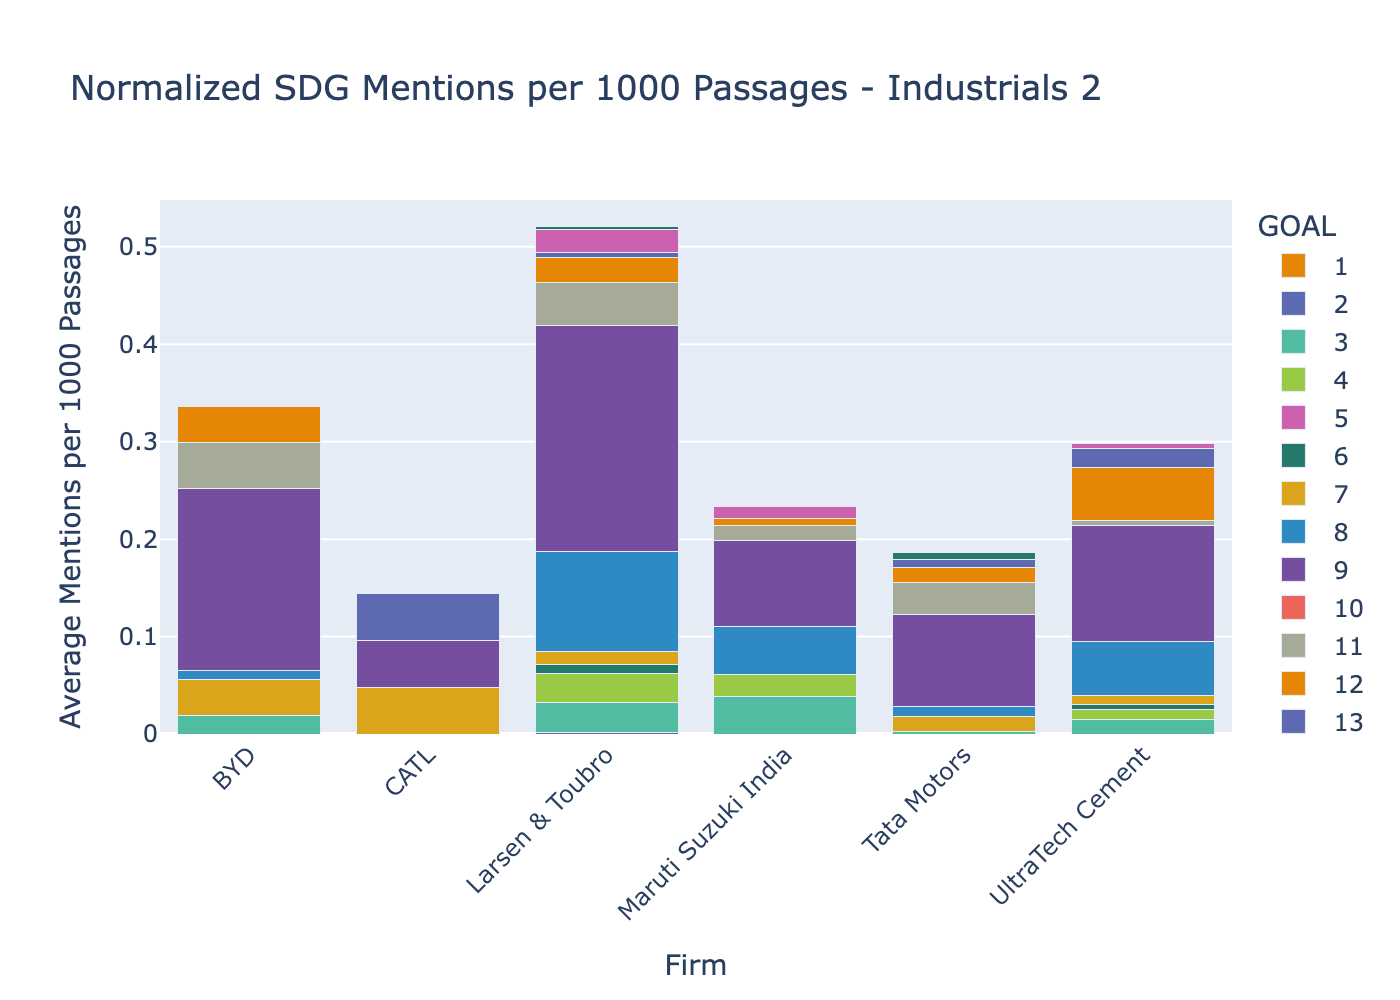 Normalized SDG Mentions per 1000 Passages - Industrials 2
Average Mentions per 1000 Passages
0.5
0.4
0.3
0.2
0.1
0
BYD
CATL
Larsen & Toubro
Maruti Suzuki India
Tata Motors
UltraTech Cement
Firm
GOAL
1
2
3
4
5
6
7
8
9
10
11
12
13